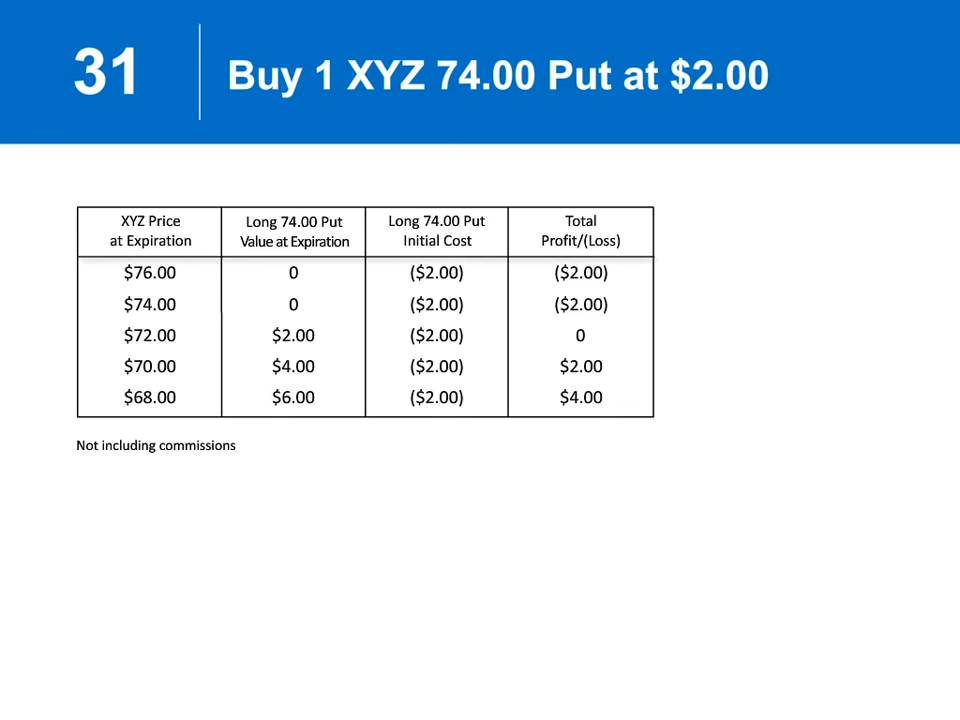 31
Buy 1 XYZ 74.00 Put at $2.00
XYZ Price at Expiration | Long 74.00 Put Value at Expiration | Long 74.00 Put Initial Cost | Total Profit/(Loss)
$76.00 | 0 | ($2.00) | ($2.00)
$74.00 | 0 | ($2.00) | ($2.00)
$72.00 | $2.00 | ($2.00) | 0
$70.00 | $4.00 | ($2.00) | $2.00
$68.00 | $6.00 | ($2.00) | $4.00
Not including commissions